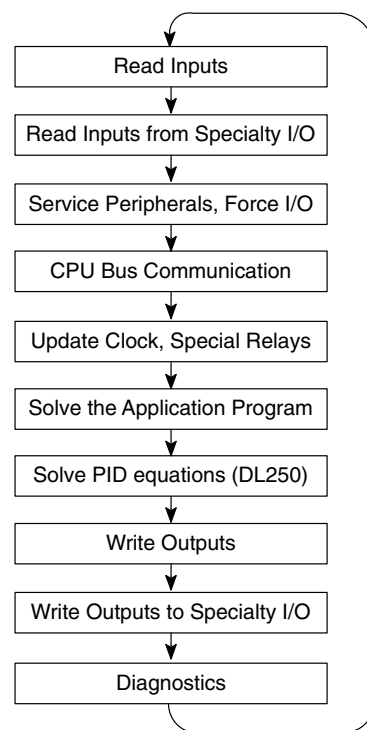 Read Inputs
Read Inputs from Specialty I/O
Service Peripherals, Force I/O
CPU Bus Communication
Update Clock, Special Relays
Solve the Application Program
Solve PID equations (DL250)
Write Outputs
Write Outputs to Specialty I/O
Diagnostics